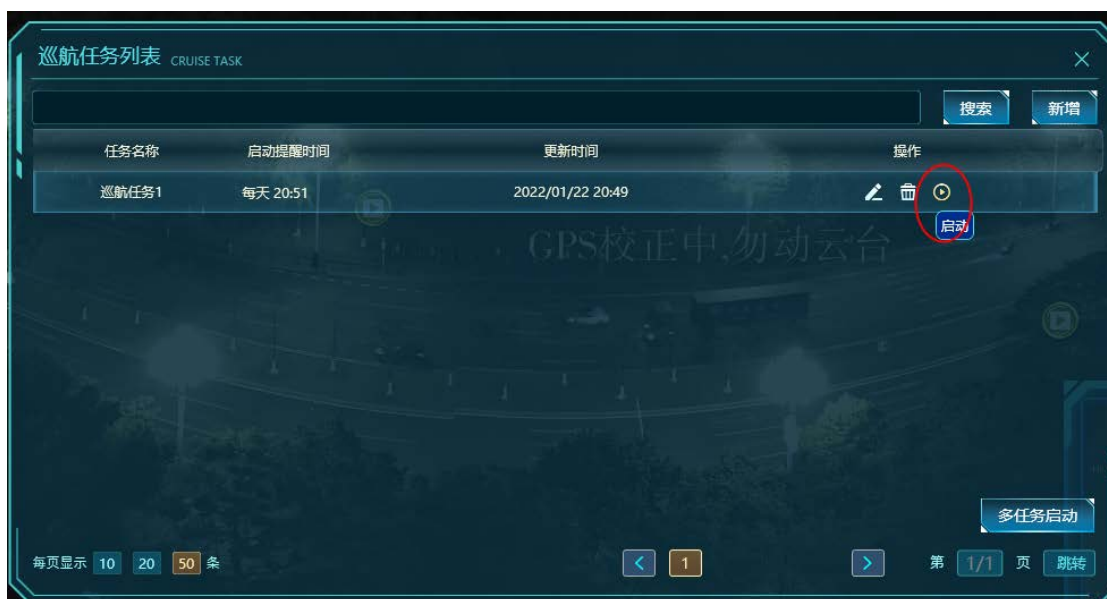 巡航任务列表 CRUISE TASK
搜索 新增
任务名称 启动提醒时间 更新时间 操作
巡航任务1 每天 20:51 2022/01/22 20:49
启动
GPS校正中,勿动云台
多任务启动
每页显示 10 20 50 条 1 第 1/1 页 跳转